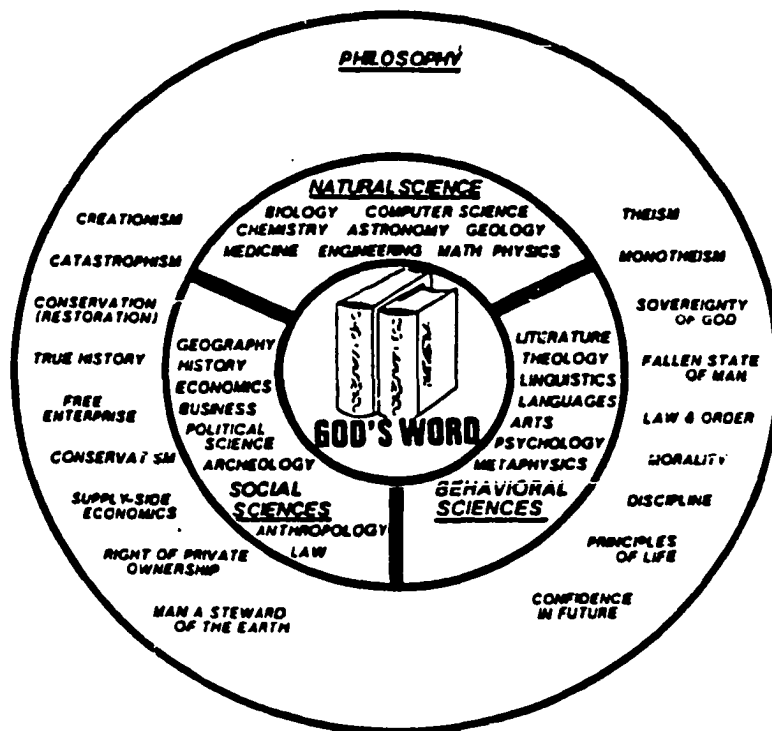 PHILOSOPHY
NATURAL SCIENCE
BIOLOGY COMPUTER SCIENCE
CHEMISTRY ASTRONOMY GEOLOGY
MEDICINE ENGINEERING MATH PHYSICS
CREATIONISM
CATASTROPHISM
CONSERVATION
(RESTORATION)
TRUE HISTORY
FREE
ENTERPRISE
CONSERVAT SM
SUPPLY-SIDE
ECONOMICS
RIGHT OF PRIVATE
OWNERSHIP
MAN A STEWARD
OF THE EARTH
GEOGRAPHY
HISTORY
ECONOMICS
BUSINESS
POLITICAL
SCIENCE
ARCHEOLOGY
SOCIAL
SCIENCES
ANTHROPOLOGY
LAW
GOD'S WORD
LITERATURE
THEOLOGY
LINGUISTICS
LANGUAGES
ARTS
PSYCHOLOGY
METAPHYSICS
BEHAVIORAL
SCIENCES
THEISM
MONOTHEISM
SOVEREIGNTY
OF GOD
FALLEN STATE
OF MAN
LAW & ORDER
MORALITY
DISCIPLINE
PRINCIPLES
OF LIFE
CONFIDENCE
IN FUTURE